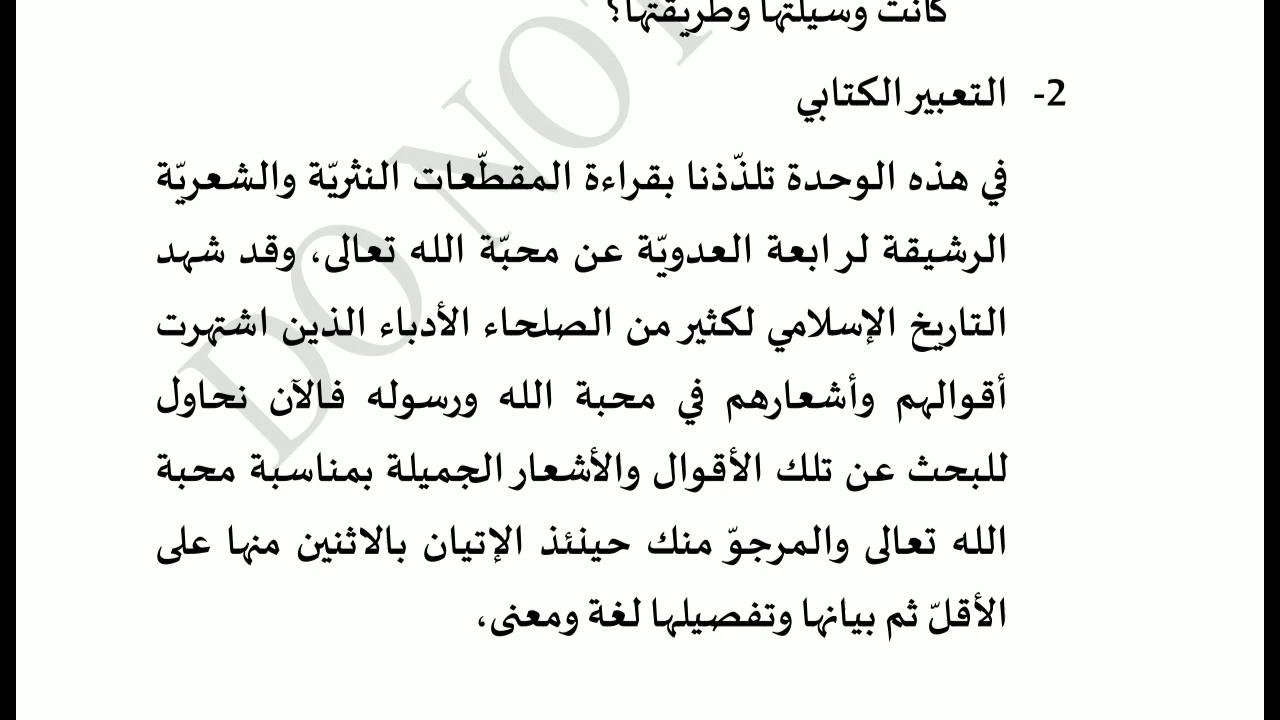 كانت وسيلتها وطريقتها؟
2- التعبير الكتابي
في هذه الوحدة تلذّذنا بقراءة المقطّعات النثريّة والشعريّة
الرشيقة لرابعة العدويّة عن محبّة الله تعالى، وقد شهد
التاريخ الإسلامي لكثير من الصلحاء الأدباء الذين اشتهرت
أقوالهم وأشعارهم في محبة الله ورسوله فالآن نحاول
للبحث عن تلك الأقوال والأشعار الجميلة بمناسبة محبة
الله تعالى والمرجوّ منك حينئذ الإتيان بالاثنين منها على
الأقلّ ثم بيانها وتفصيلها لغة ومعنى،
DO NOT